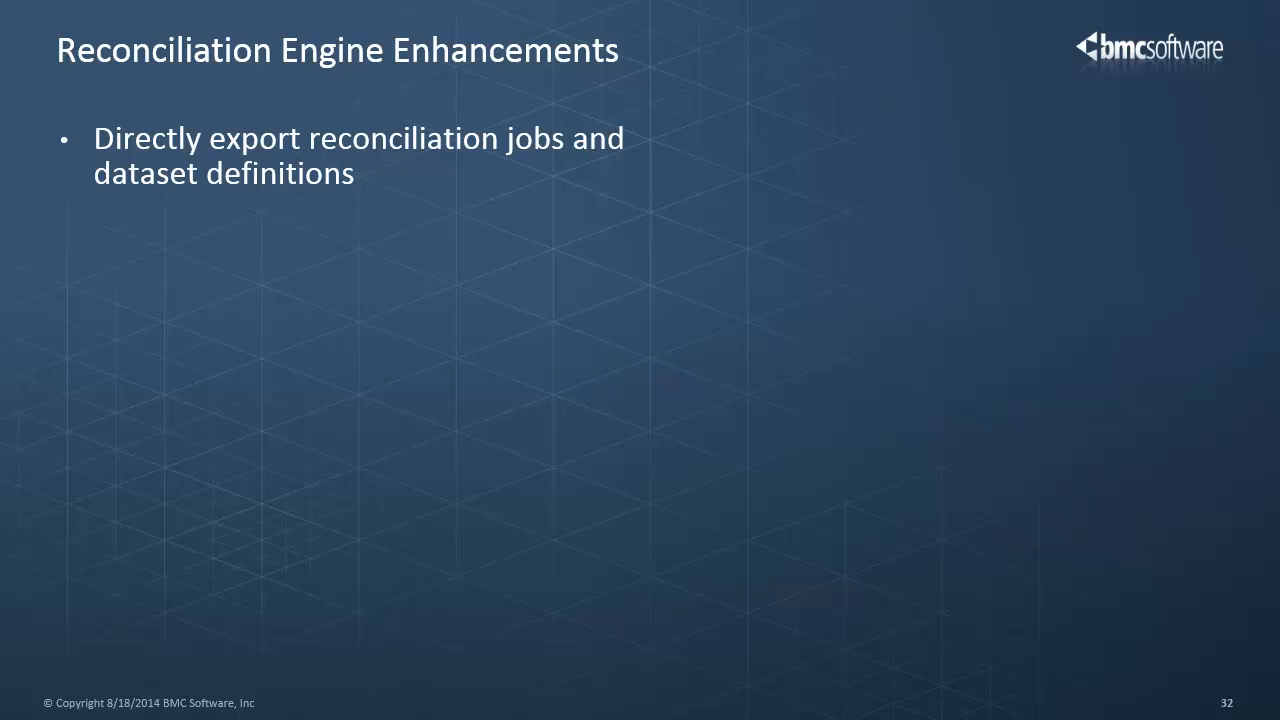 Reconciliation Engine Enhancements
bmcsoftware
• Directly export reconciliation jobs and
dataset definitions
© Copyright 8/18/2014 BMC Software, Inc
32